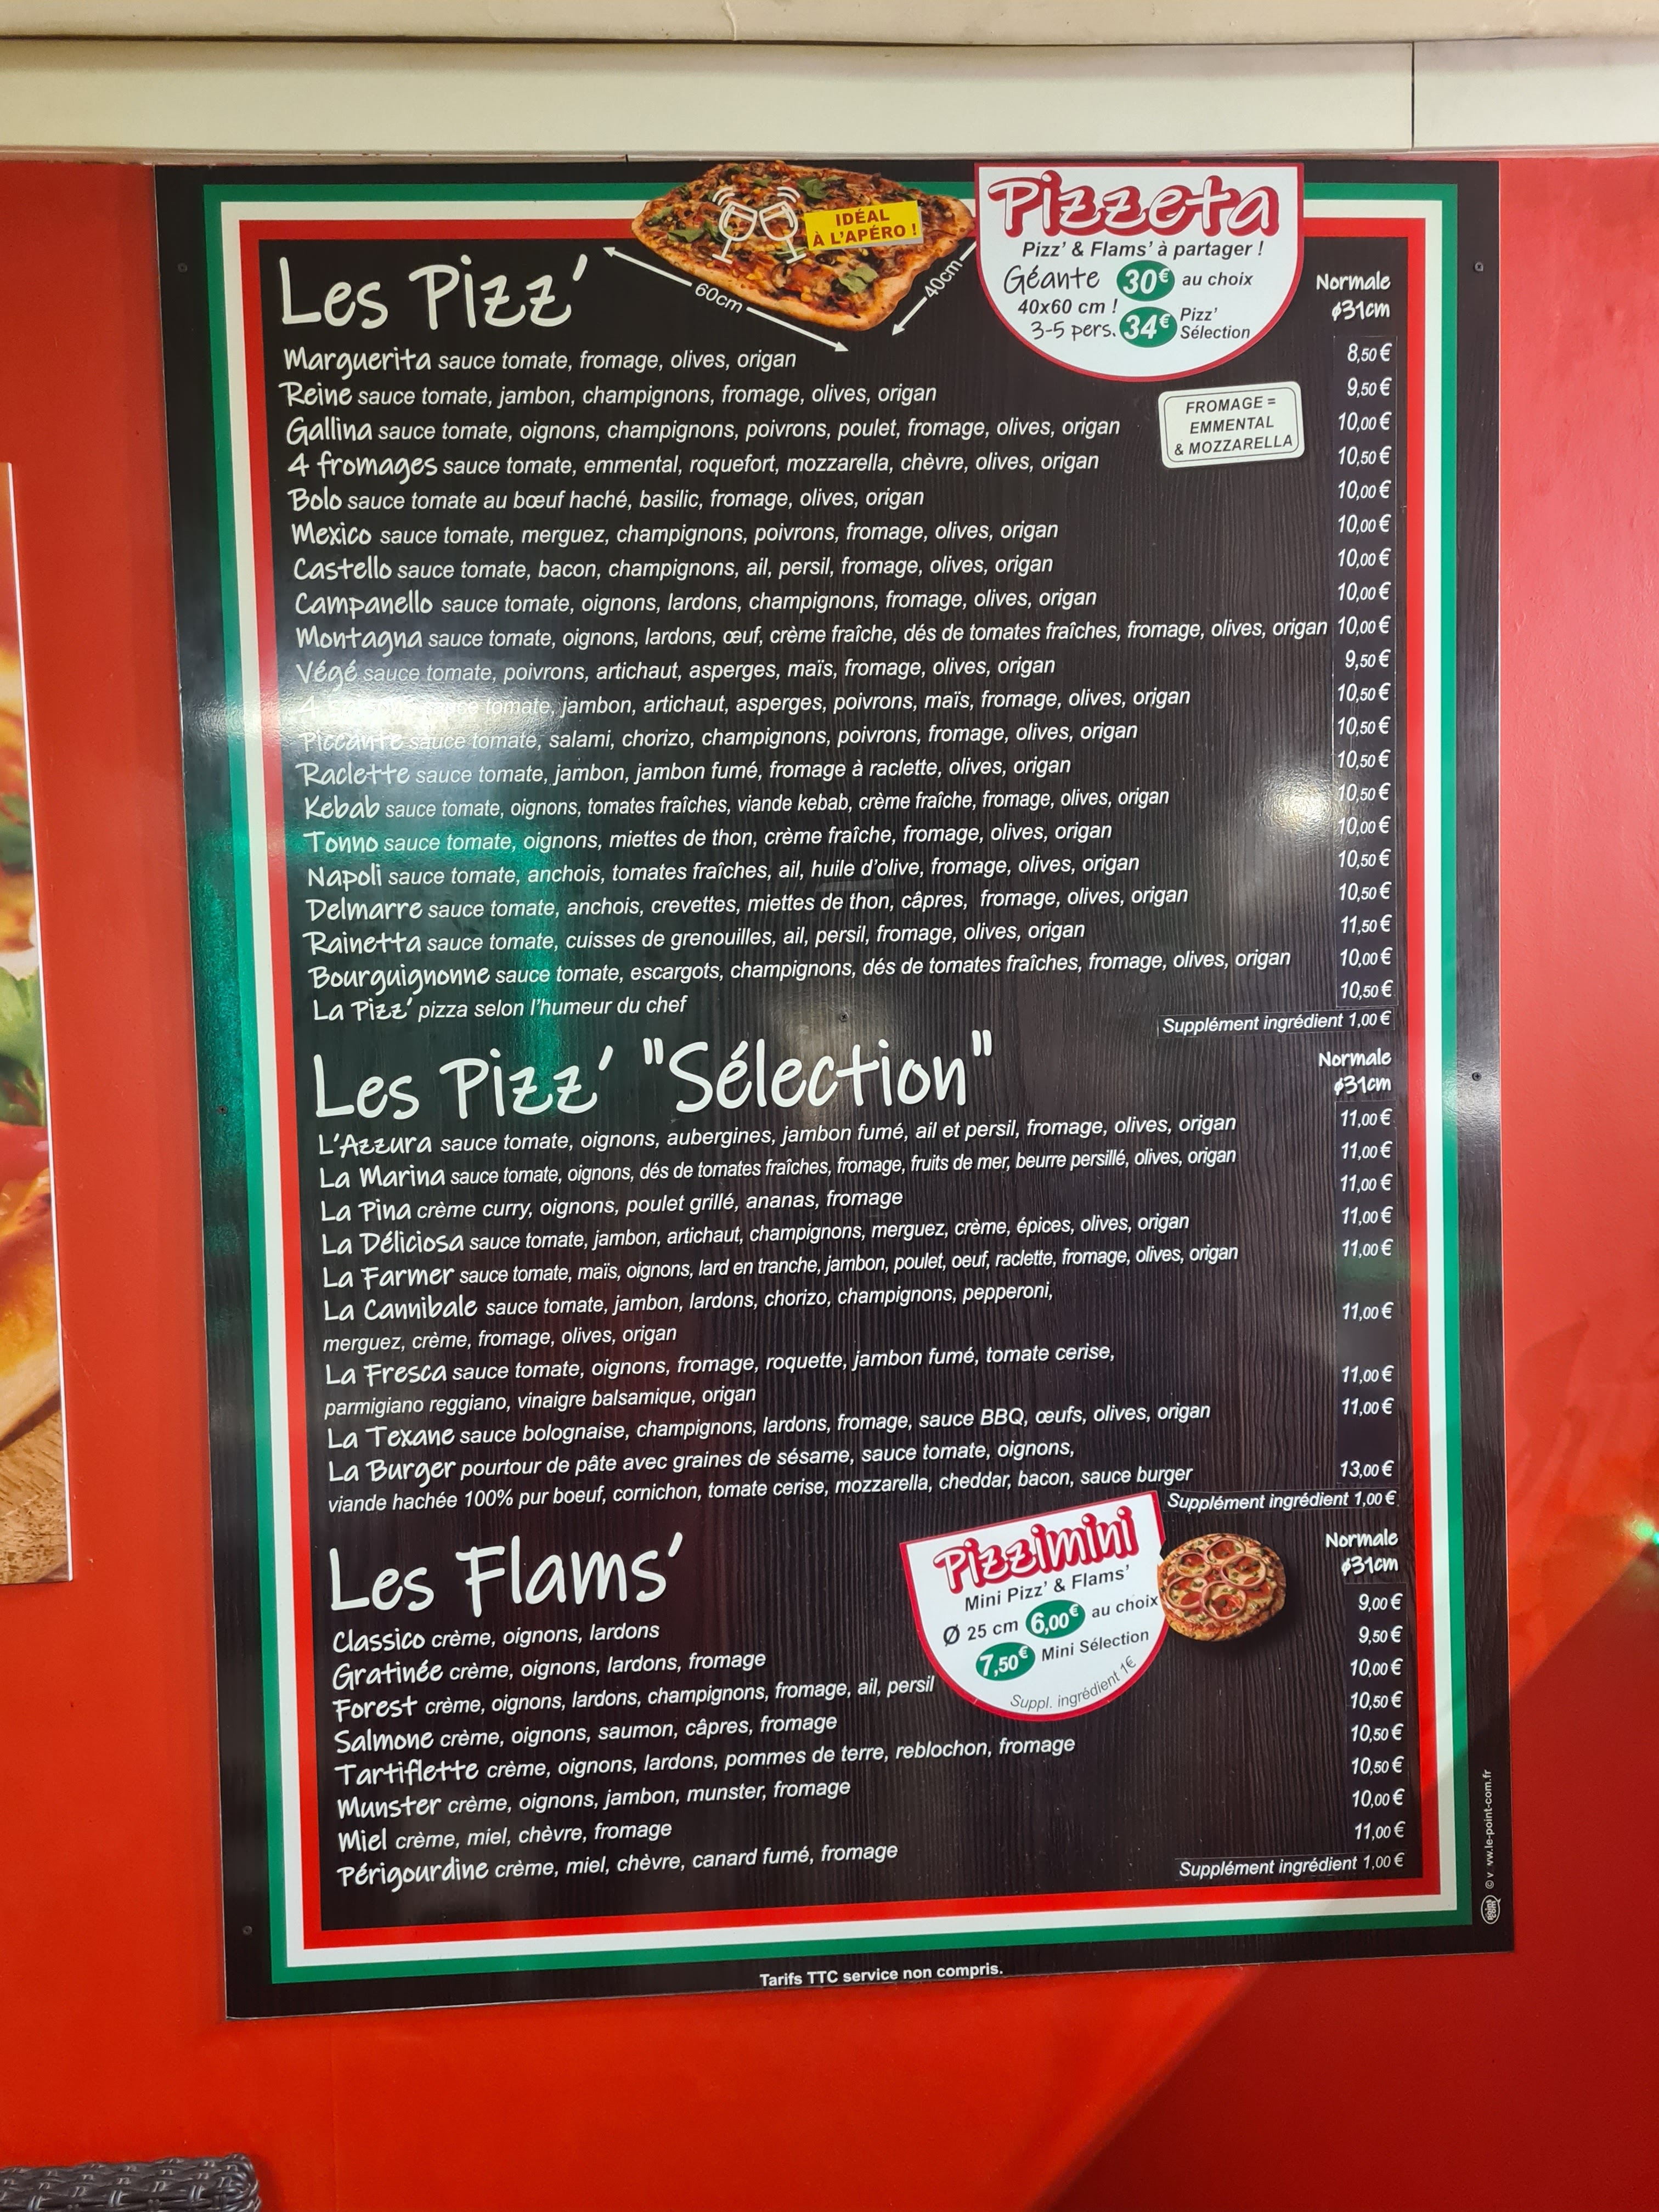 IDÉAL
À L'APÉRO !
60cm
40cm
Pizzeta
Pizz' & Flams' à partager !
Géante 30€ au choix
40x60 cm !
3-5 pers. 34€ Pizz' Sélection
Les Pizz'
Normale
ø31cm
Marguerita sauce tomate, fromage, olives, origan 8,50 €
Reine sauce tomate, jambon, champignons, fromage, olives, origan 9,50 €
FROMAGE =
EMMENTAL
& MOZZARELLA
Gallina sauce tomate, oignons, champignons, poivrons, poulet, fromage, olives, origan 10,00 €
4 fromages sauce tomate, emmental, roquefort, mozzarella, chèvre, olives, origan 10,50 €
Bolo sauce tomate au bœuf haché, basilic, fromage, olives, origan 10,00 €
Mexico sauce tomate, merguez, champignons, poivrons, fromage, olives, origan 10,00 €
Castello sauce tomate, bacon, champignons, ail, persil, fromage, olives, origan 10,00 €
Campanello sauce tomate, oignons, lardons, champignons, fromage, olives, origan 10,00 €
Montagna sauce tomate, oignons, lardons, œuf, crème fraîche, dés de tomates fraîches, fromage, olives, origan 10,00 €
Végé sauce tomate, poivrons, artichaut, asperges, maïs, fromage, olives, origan 9,50 €
4 sauce tomate, jambon, artichaut, asperges, poivrons, maïs, fromage, olives, origan 10,50 €
Piccante sauce tomate, salami, chorizo, champignons, poivrons, fromage, olives, origan 10,50 €
Raclette sauce tomate, jambon, jambon fumé, fromage à raclette, olives, origan 10,50 €
Kebab sauce tomate, oignons, tomates fraîches, viande kebab, crème fraîche, fromage, olives, origan 10,50 €
Tonno sauce tomate, oignons, miettes de thon, crème fraîche, fromage, olives, origan 10,00 €
Napoli sauce tomate, anchois, tomates fraîches, ail, huile d'olive, fromage, olives, origan 10,50 €
Delmarre sauce tomate, anchois, crevettes, miettes de thon, câpres, fromage, olives, origan 10,50 €
Rainetta sauce tomate, cuisses de grenouilles, ail, persil, fromage, olives, origan 11,50 €
Bourguignonne sauce tomate, escargots, champignons, dés de tomates fraîches, fromage, olives, origan 10,00 €
La Pizz' pizza selon l'humeur du chef 10,50 €
Supplément ingrédient 1,00 €
Les Pizz' "Sélection"
Normale
ø31cm
L'Azzura sauce tomate, oignons, aubergines, jambon fumé, ail et persil, fromage, olives, origan 11,00 €
La Marina sauce tomate, oignons, dés de tomates fraîches, fromage, fruits de mer, beurre persillé, olives, origan 11,00 €
La Pina crème curry, oignons, poulet grillé, ananas, fromage 11,00 €
La Déliciosa sauce tomate, jambon, artichaut, champignons, merguez, crème, épices, olives, origan 11,00 €
La Farmer sauce tomate, maïs, oignons, lard en tranche, jambon, poulet, oeuf, raclette, fromage, olives, origan 11,00 €
La Cannibale sauce tomate, jambon, lardons, chorizo, champignons, pepperoni,
merguez, crème, fromage, olives, origan 11,00 €
La Fresca sauce tomate, oignons, fromage, roquette, jambon fumé, tomate cerise,
parmigiano reggiano, vinaigre balsamique, origan 11,00 €
La Texane sauce bolognaise, champignons, lardons, fromage, sauce BBQ, œufs, olives, origan 11,00 €
La Burger pourtour de pâte avec graines de sésame, sauce tomate, oignons,
viande hachée 100% pur boeuf, cornichon, tomate cerise, mozzarella, cheddar, bacon, sauce burger 13,00 €
Supplément ingrédient 1,00 €
Les Flams'
Pizzimini
Mini Pizz' & Flams'
Ø 25 cm 6,00€ au choix
7,50€ Mini Sélection
Suppl. ingrédient 1€
Normale
ø31cm
Classico crème, oignons, lardons 9,00 €
Gratinée crème, oignons, lardons, fromage 9,50 €
Forest crème, oignons, lardons, champignons, fromage, ail, persil 10,00 €
Salmone crème, oignons, saumon, câpres, fromage 10,50 €
Tartiflette crème, oignons, lardons, pommes de terre, reblochon, fromage 10,50 €
Munster crème, oignons, jambon, munster, fromage 10,50 €
Miel crème, miel, chèvre, fromage 10,00 €
Périgourdine crème, miel, chèvre, canard fumé, fromage 11,00 €
Supplément ingrédient 1,00 €
Tarifs TTC service non compris.